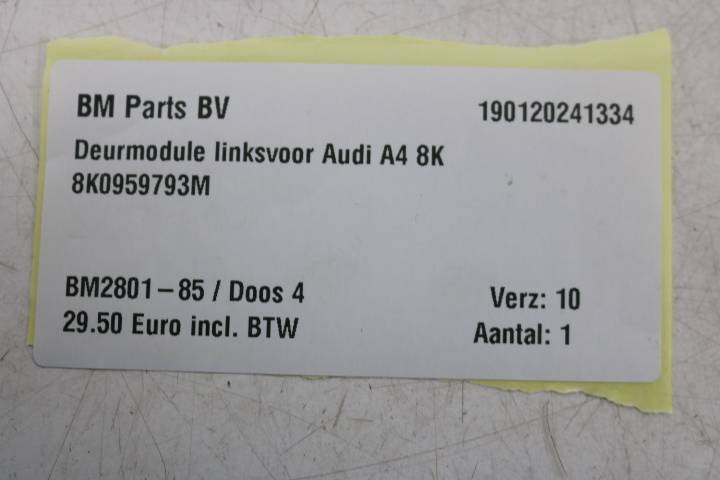 BM Parts BV 190120241334
Deurmodule linksvoor Audi A4 8K
8K0959793M
BM2801-85 / Doos 4 Verz: 10
29.50 Euro incl. BTW Aantal: 1